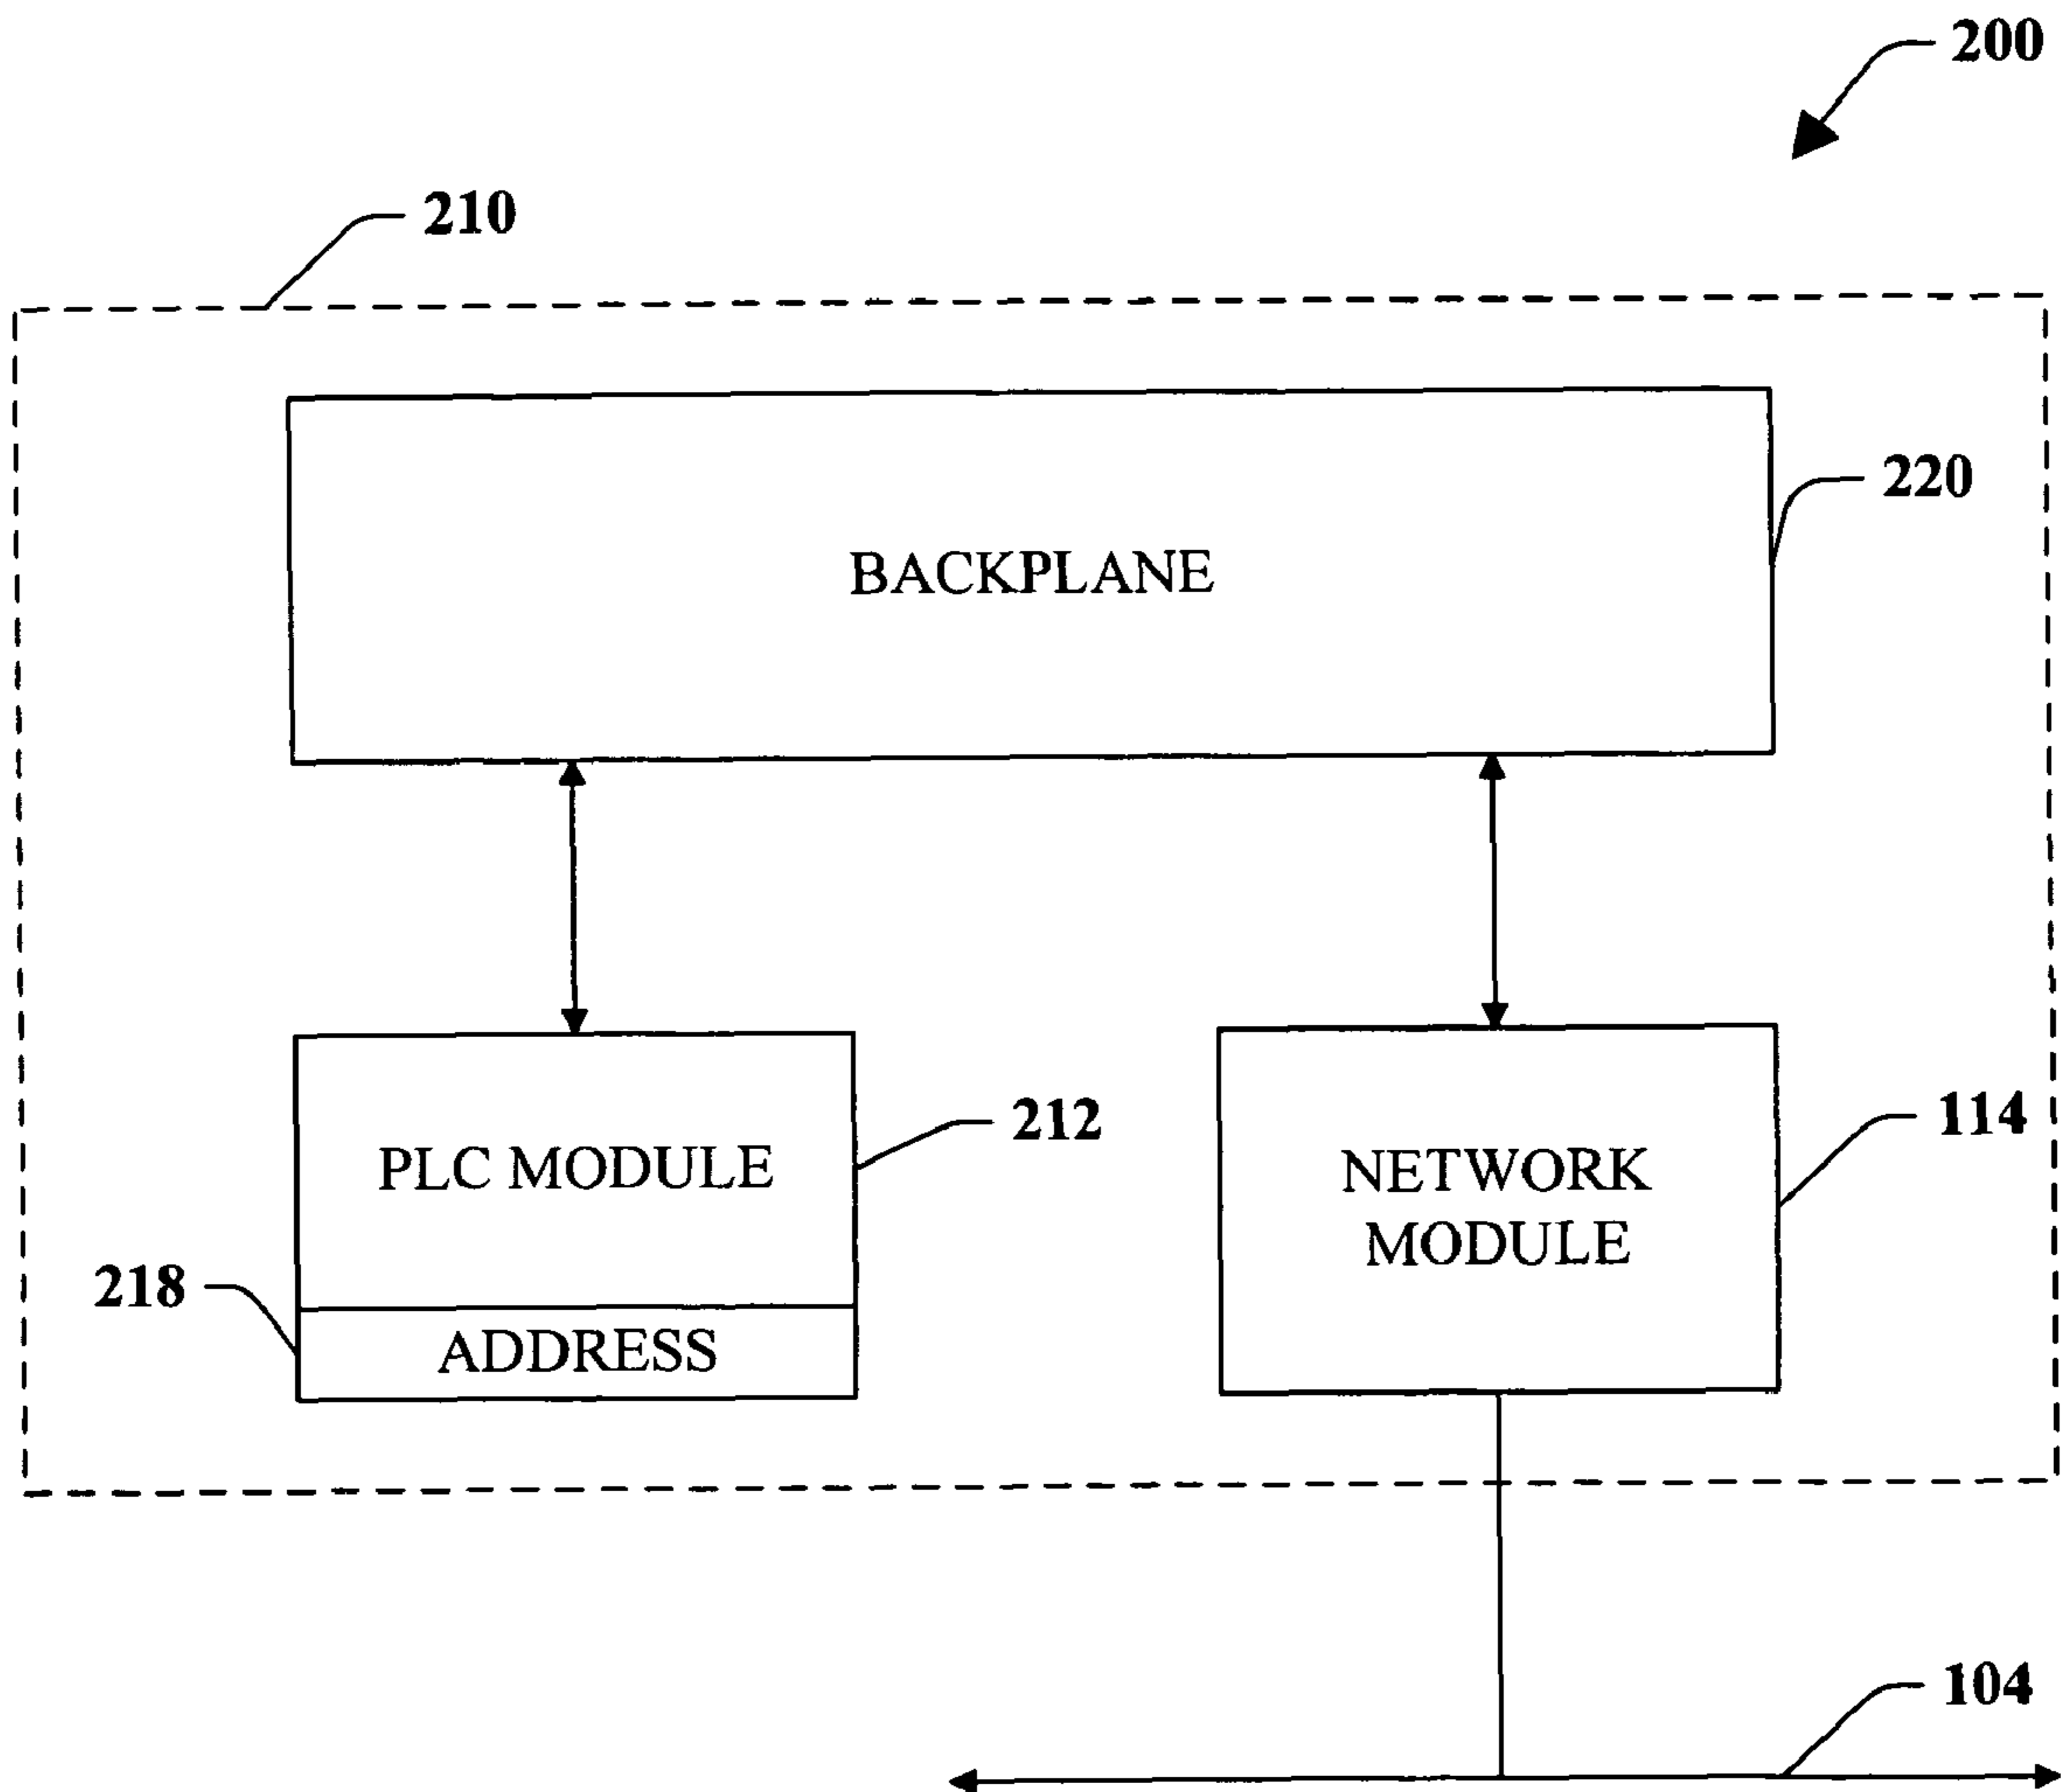 200
210
220
BACKPLANE
212
114
PLC MODULE
NETWORK
MODULE
218
ADDRESS
104